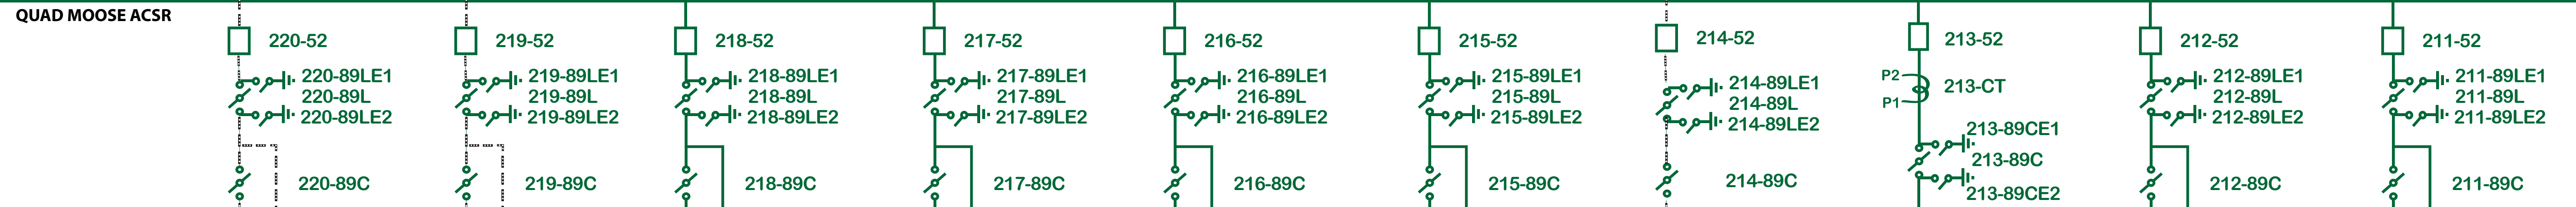 QUAD MOOSE ACSR
220-52
220-89LE1
220-89L
220-89LE2
220-89C
219-52
219-89LE1
219-89L
219-89LE2
219-89C
218-52
218-89LE1
218-89L
218-89LE2
218-89C
217-52
217-89LE1
217-89L
217-89LE2
217-89C
216-52
216-89LE1
216-89L
216-89LE2
216-89C
215-52
215-89LE1
215-89L
215-89LE2
215-89C
214-52
214-89LE1
214-89L
214-89LE2
214-89C
213-52
P2
213-CT
P1
213-89CE1
213-89C
213-89CE2
212-52
212-89LE1
212-89L
212-89LE2
212-89C
211-52
211-89LE1
211-89L
211-89LE2
211-89C